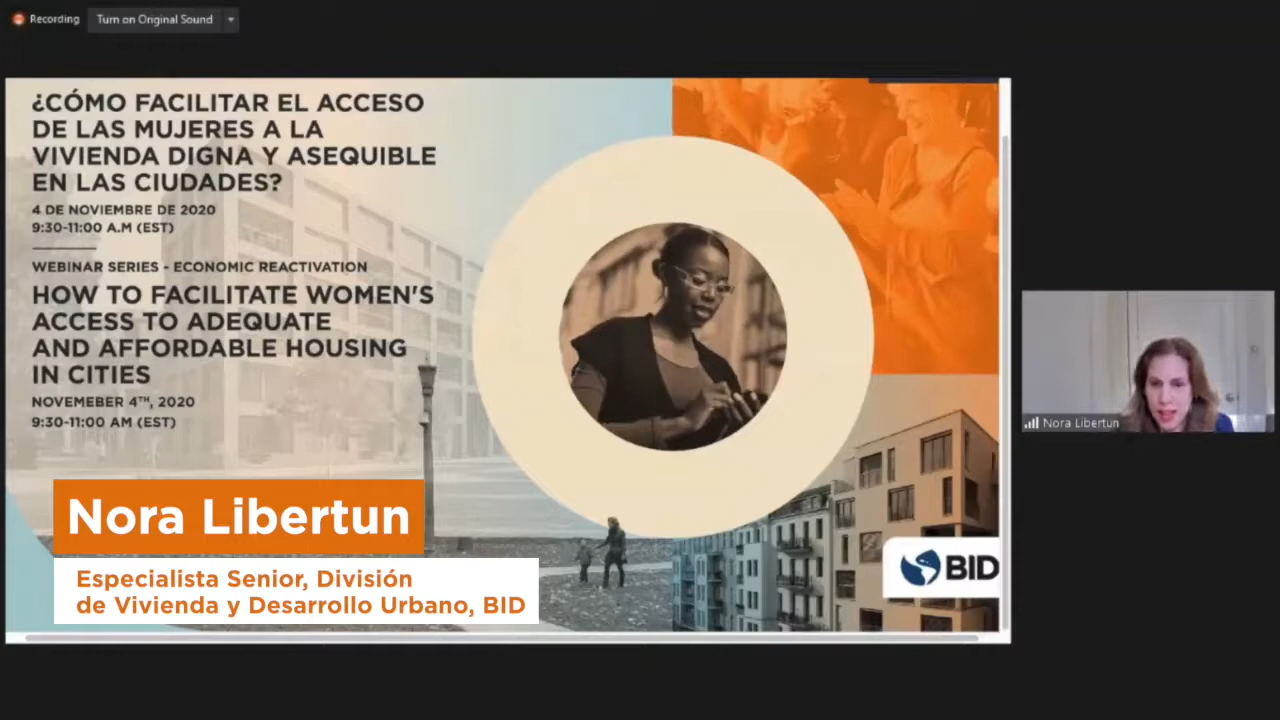 Recording
Turn on Original Sound
¿CÓMO FACILITAR EL ACCESO
DE LAS MUJERES A LA
VIVIENDA DIGNA Y ASEQUIBLE
EN LAS CIUDADES?
4 DE NOVIEMBRE DE 2020
9:30-11:00 A.M (EST)
WEBINAR SERIES - ECONOMIC REACTIVATION
HOW TO FACILITATE WOMEN'S
ACCESS TO ADEQUATE
AND AFFORDABLE HOUSING
IN CITIES
NOVEMEBER 4TH, 2020
9:30-11:00 AM (EST)
Nora Libertun
Especialista Senior, División
de Vivienda y Desarrollo Urbano, BID
BID
Nora Libertun